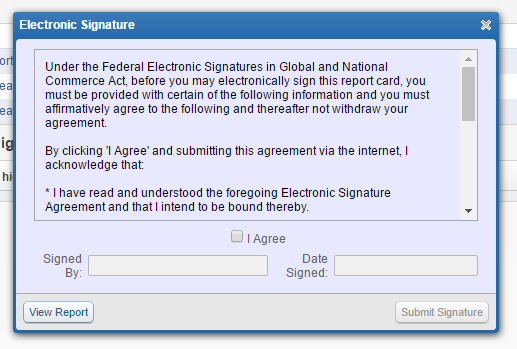 Electronic Signature
Under the Federal Electronic Signatures in Global and National
Commerce Act, before you may electronically sign this report card, you
must be provided with certain of the following information and you must
affirmatively agree to the following and thereafter not withdraw your
agreement.
By clicking 'I Agree' and submitting this agreement via the internet, I
acknowledge that:
* I have read and understood the foregoing Electronic Signature
Agreement and that I intend to be bound thereby.
I Agree
Signed
By:
Date
Signed:
View Report
Submit Signature